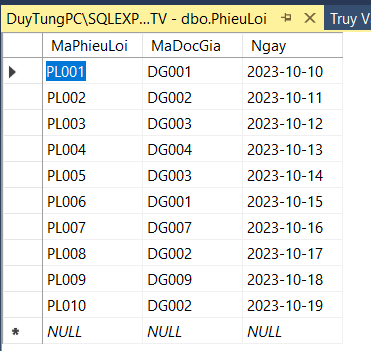 DuyTungPC\SQLEXP...TV - dbo.PhieuLoi Truy V
MaPhieuLoi MaDocGia Ngay
PL001 DG001 2023-10-10
PL002 DG002 2023-10-11
PL003 DG003 2023-10-12
PL004 DG004 2023-10-13
PL005 DG003 2023-10-14
PL006 DG001 2023-10-15
PL007 DG007 2023-10-16
PL008 DG002 2023-10-17
PL009 DG009 2023-10-18
PL010 DG002 2023-10-19
NULL NULL NULL